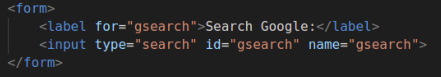 <form>
<label for="gsearch">Search Google:</label>
<input type="search" id="gsearch" name="gsearch">
</form>